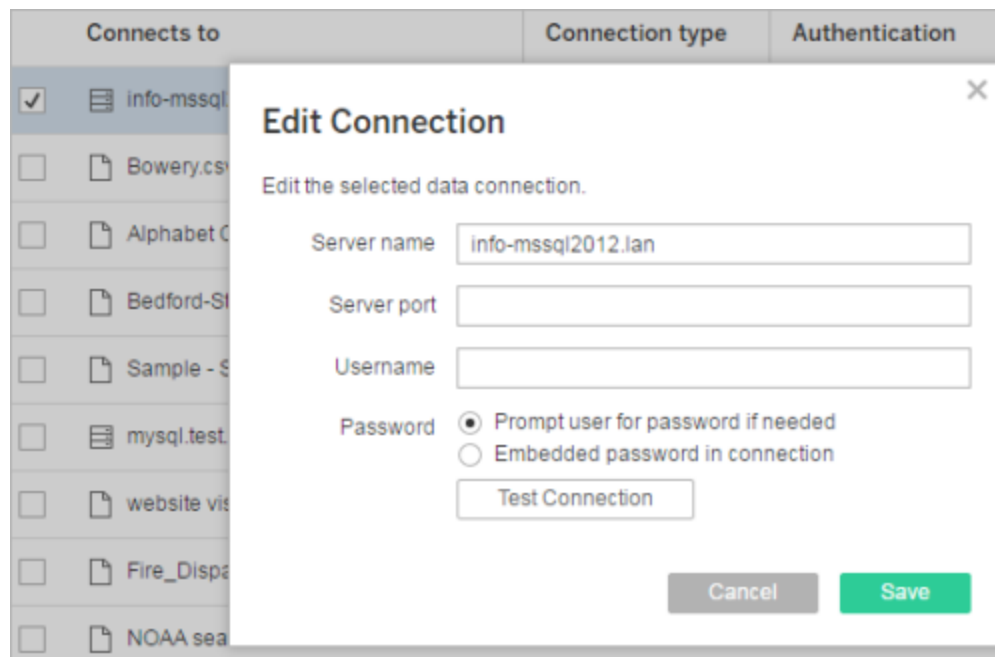 Connects to Connection type Authentication
info-mssql
Edit Connection
Bowery.cs
Edit the selected data connection.
Alphabet
Server name info-mssql2012.lan
Bedford-St
Server port
Sample - S
Username
mysql.test.
Password Prompt user for password if needed
Embedded password in connection
website vis
Test Connection
Fire_Dispa
Cancel Save
NOAA sea